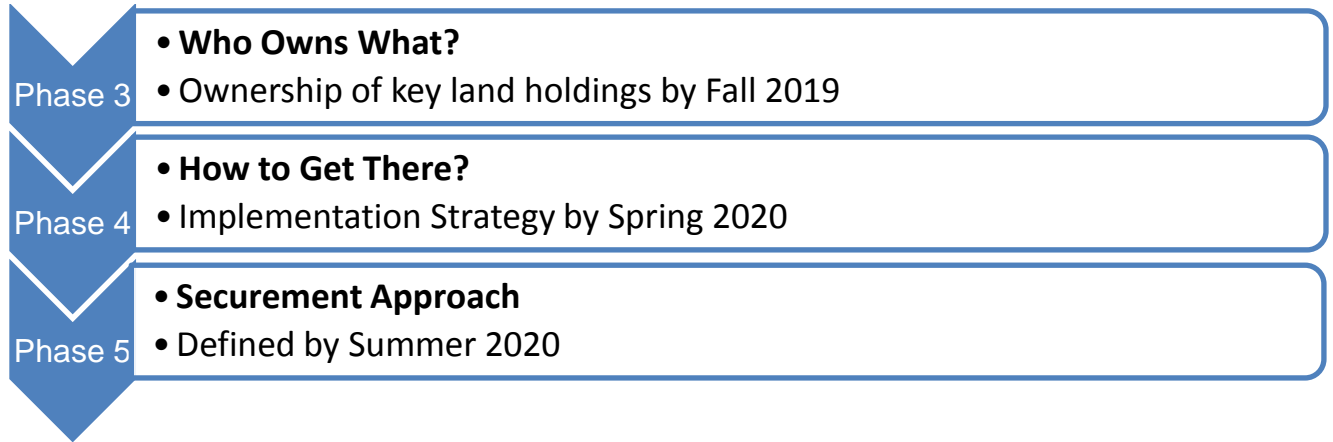 Phase 3
• Who Owns What?
• Ownership of key land holdings by Fall 2019
Phase 4
• How to Get There?
• Implementation Strategy by Spring 2020
Phase 5
• Securement Approach
• Defined by Summer 2020